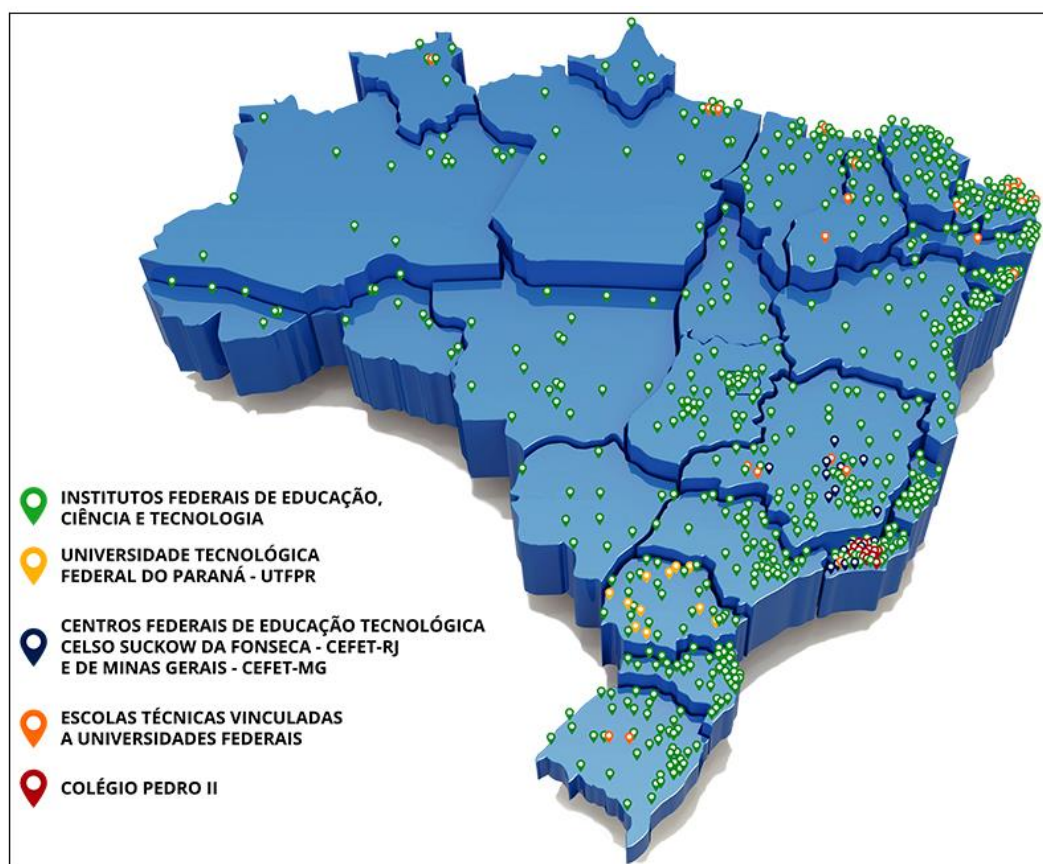 INSTITUTOS FEDERAIS DE EDUCAÇÃO,
CIÊNCIA E TECNOLOGIA
UNIVERSIDADE TECNOLÓGICA
FEDERAL DO PARANÁ - UTFPR
CENTROS FEDERAIS DE EDUCAÇÃO TECNOLÓGICA
CELSO SUCKOW DA FONSECA - CEFET-RJ
E DE MINAS GERAIS - CEFET-MG
ESCOLAS TÉCNICAS VINCULADAS
A UNIVERSIDADES FEDERAIS
COLÉGIO PEDRO II